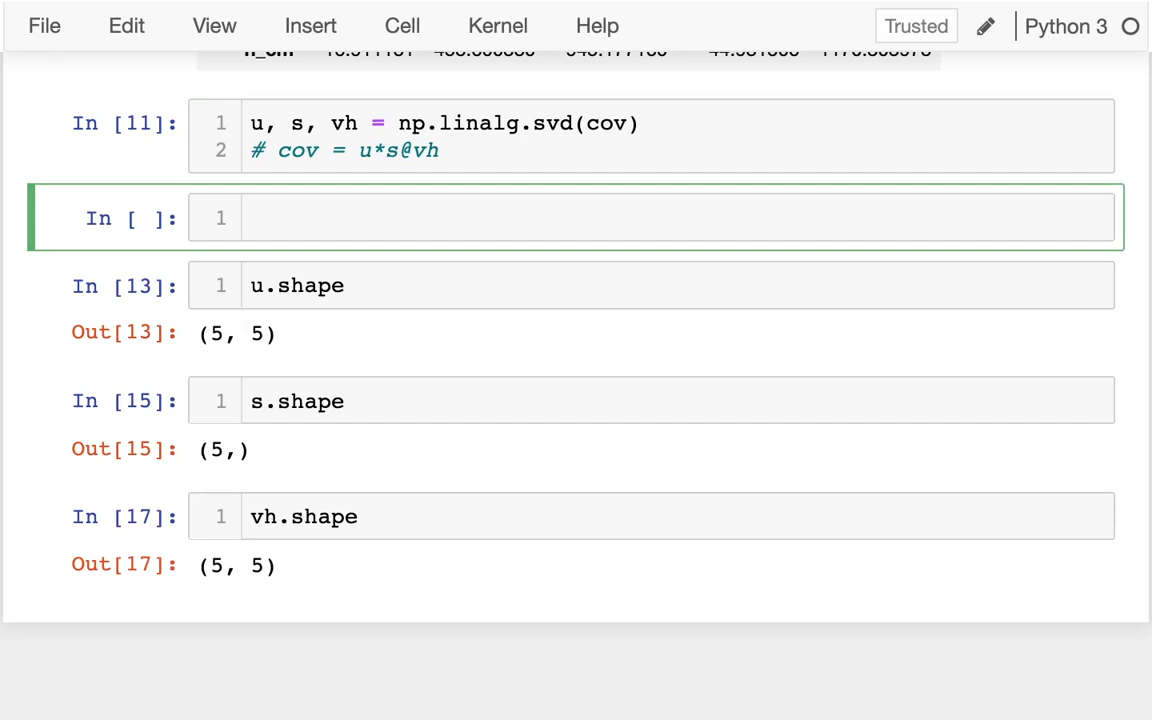 File Edit View Insert Cell Kernel Help Trusted Python 3
In [11]: 1 u, s, vh = np.linalg.svd(cov)
2 # cov = u*s@vh
In [ ]: 1
In [13]: 1 u.shape
Out[13]: (5, 5)
In [15]: 1 s.shape
Out[15]: (5,)
In [17]: 1 vh.shape
Out[17]: (5, 5)